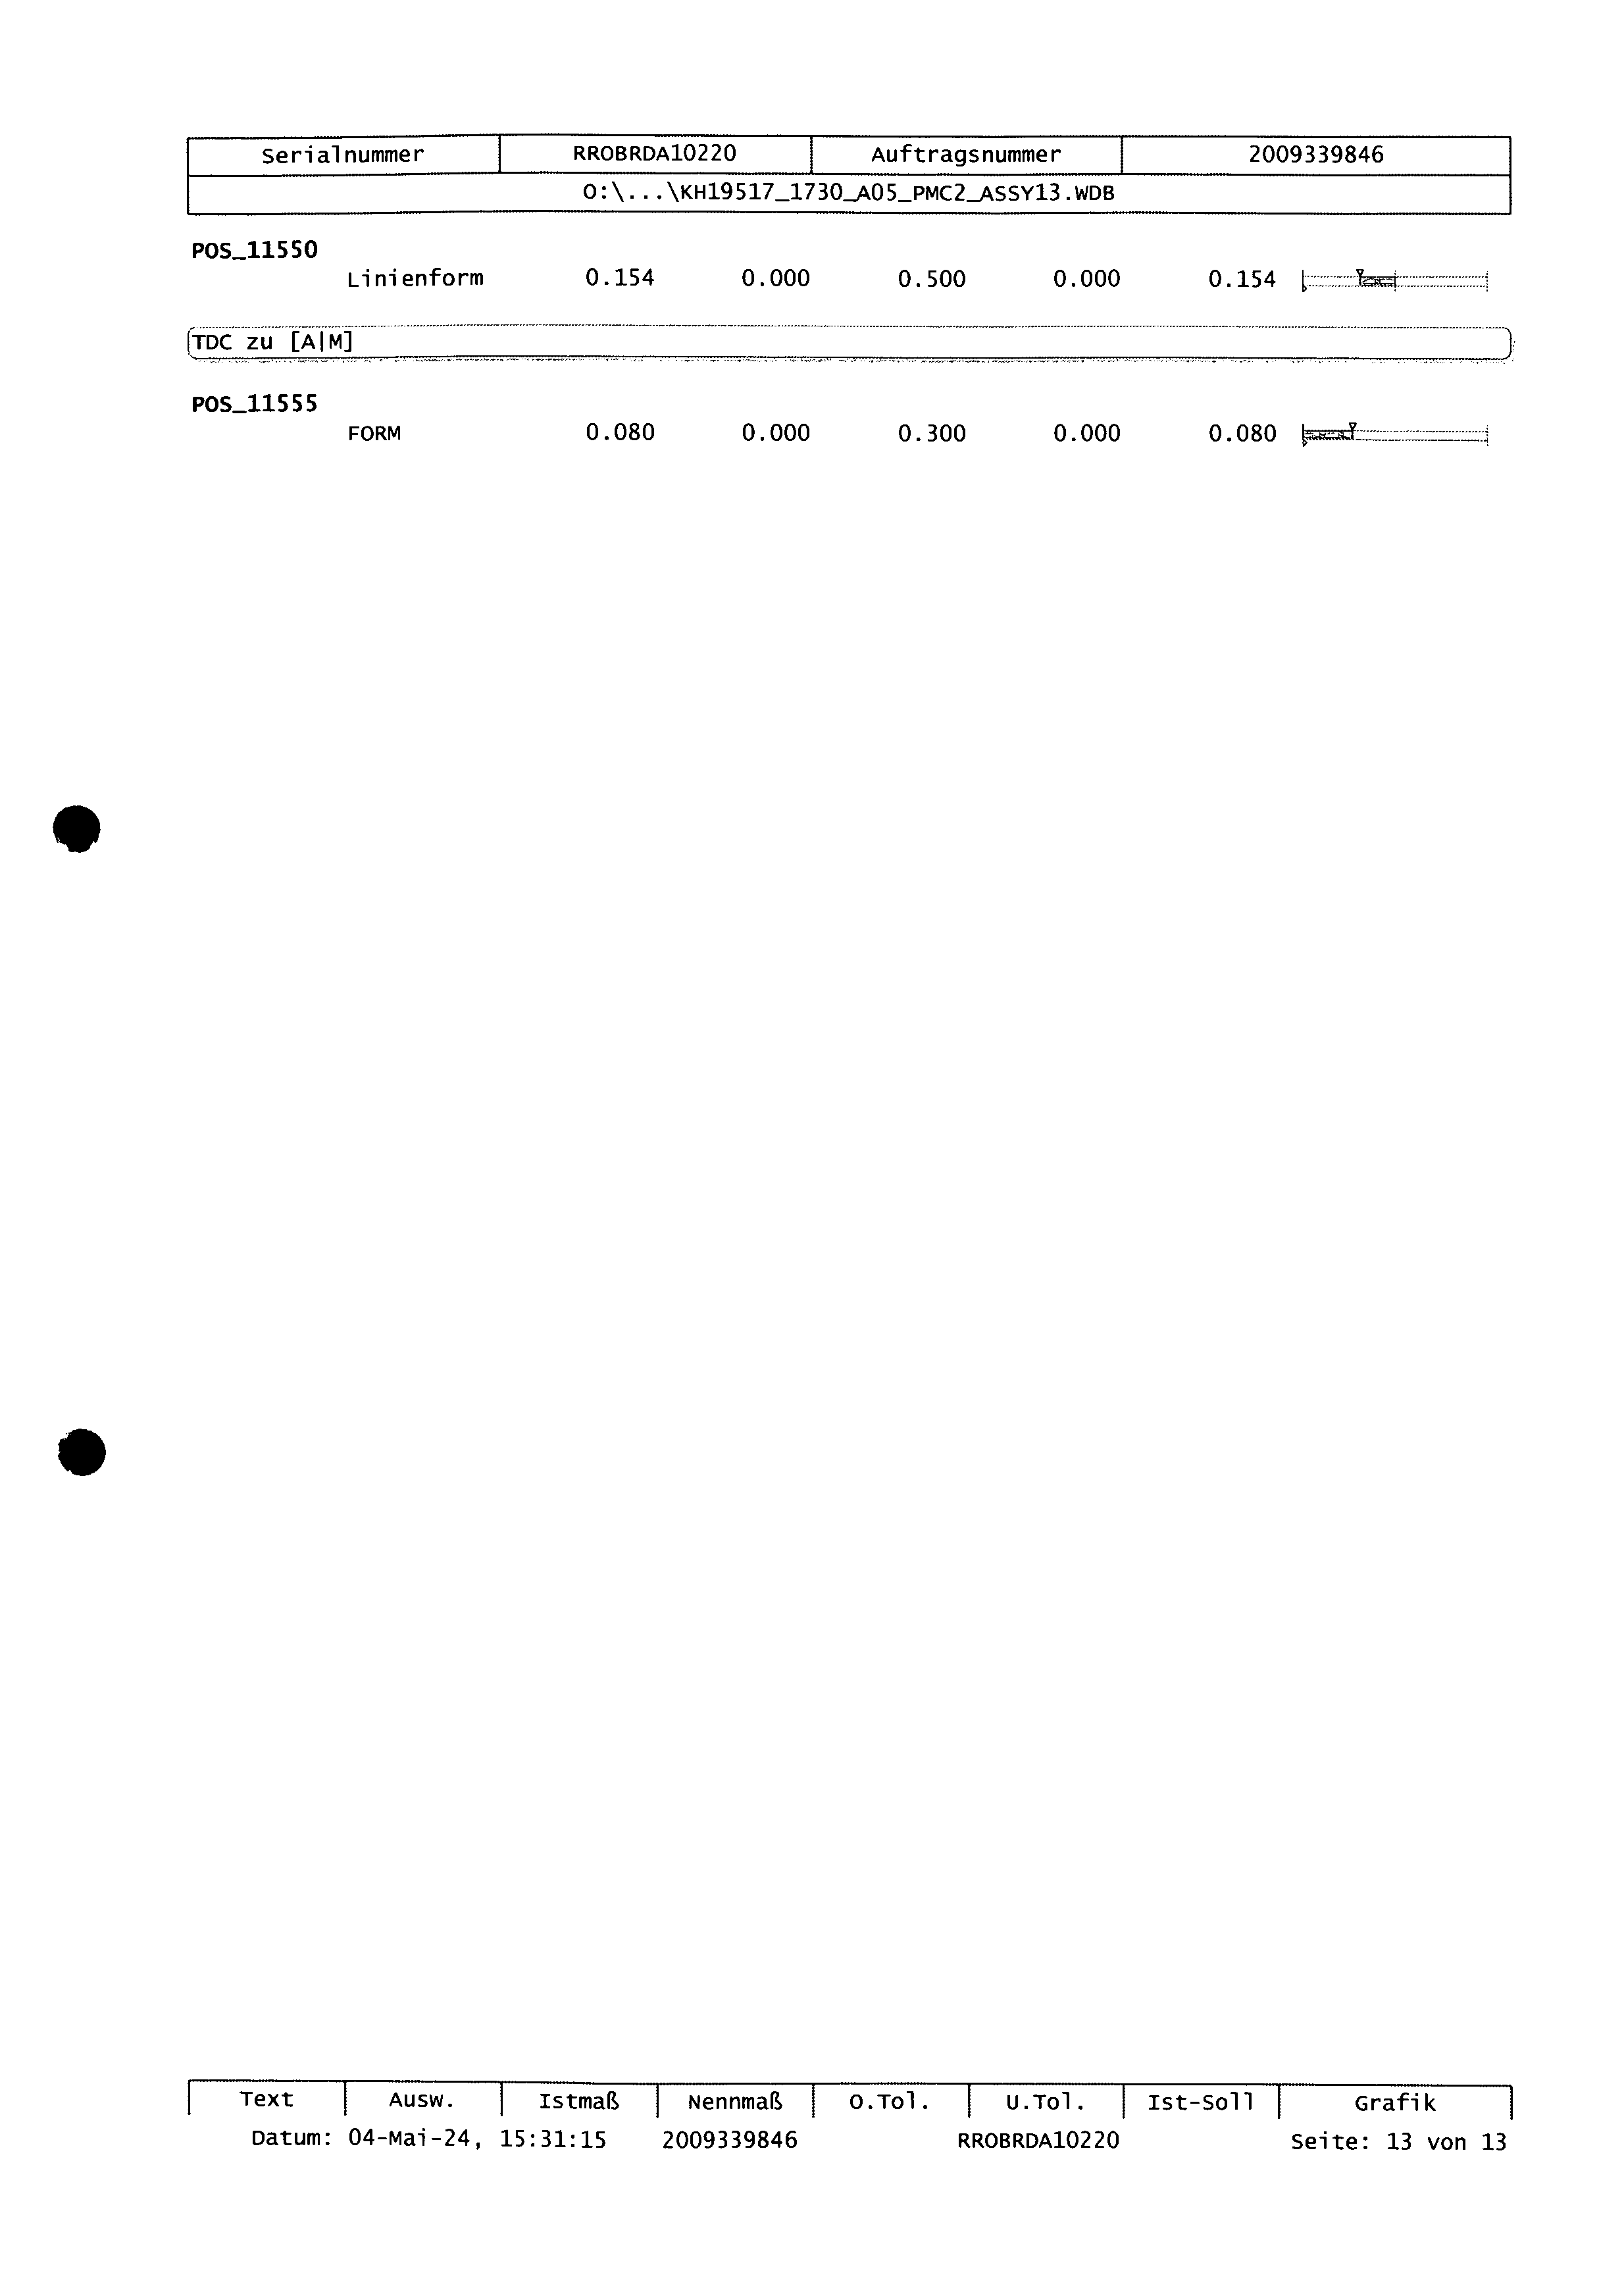 Serialnummer RROBRDA10220 Auftragsnummer 2009339846
O:\...\KH19517_1730_A05_PMC2_ASSY13.WDB
POS_11550
Linienform 0.154 0.000 0.500 0.000 0.154
TDC zu [A|M]
POS_11555
FORM 0.080 0.000 0.300 0.000 0.080
Text Ausw. Istmaß Nennmaß O.Tol. U.Tol. Ist-Soll Grafik
Datum: 04-Mai-24, 15:31:15 2009339846 RROBRDA10220 Seite: 13 von 13